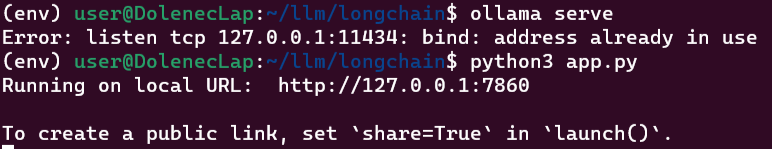 (env) user@DolenecLap:~/llm/longchain$ ollama serve
Error: listen tcp 127.0.0.1:11434: bind: address already in use
(env) user@DolenecLap:~/llm/longchain$ python3 app.py
Running on local URL:  http://127.0.0.1:7860

To create a public link, set `share=True` in `launch()`.